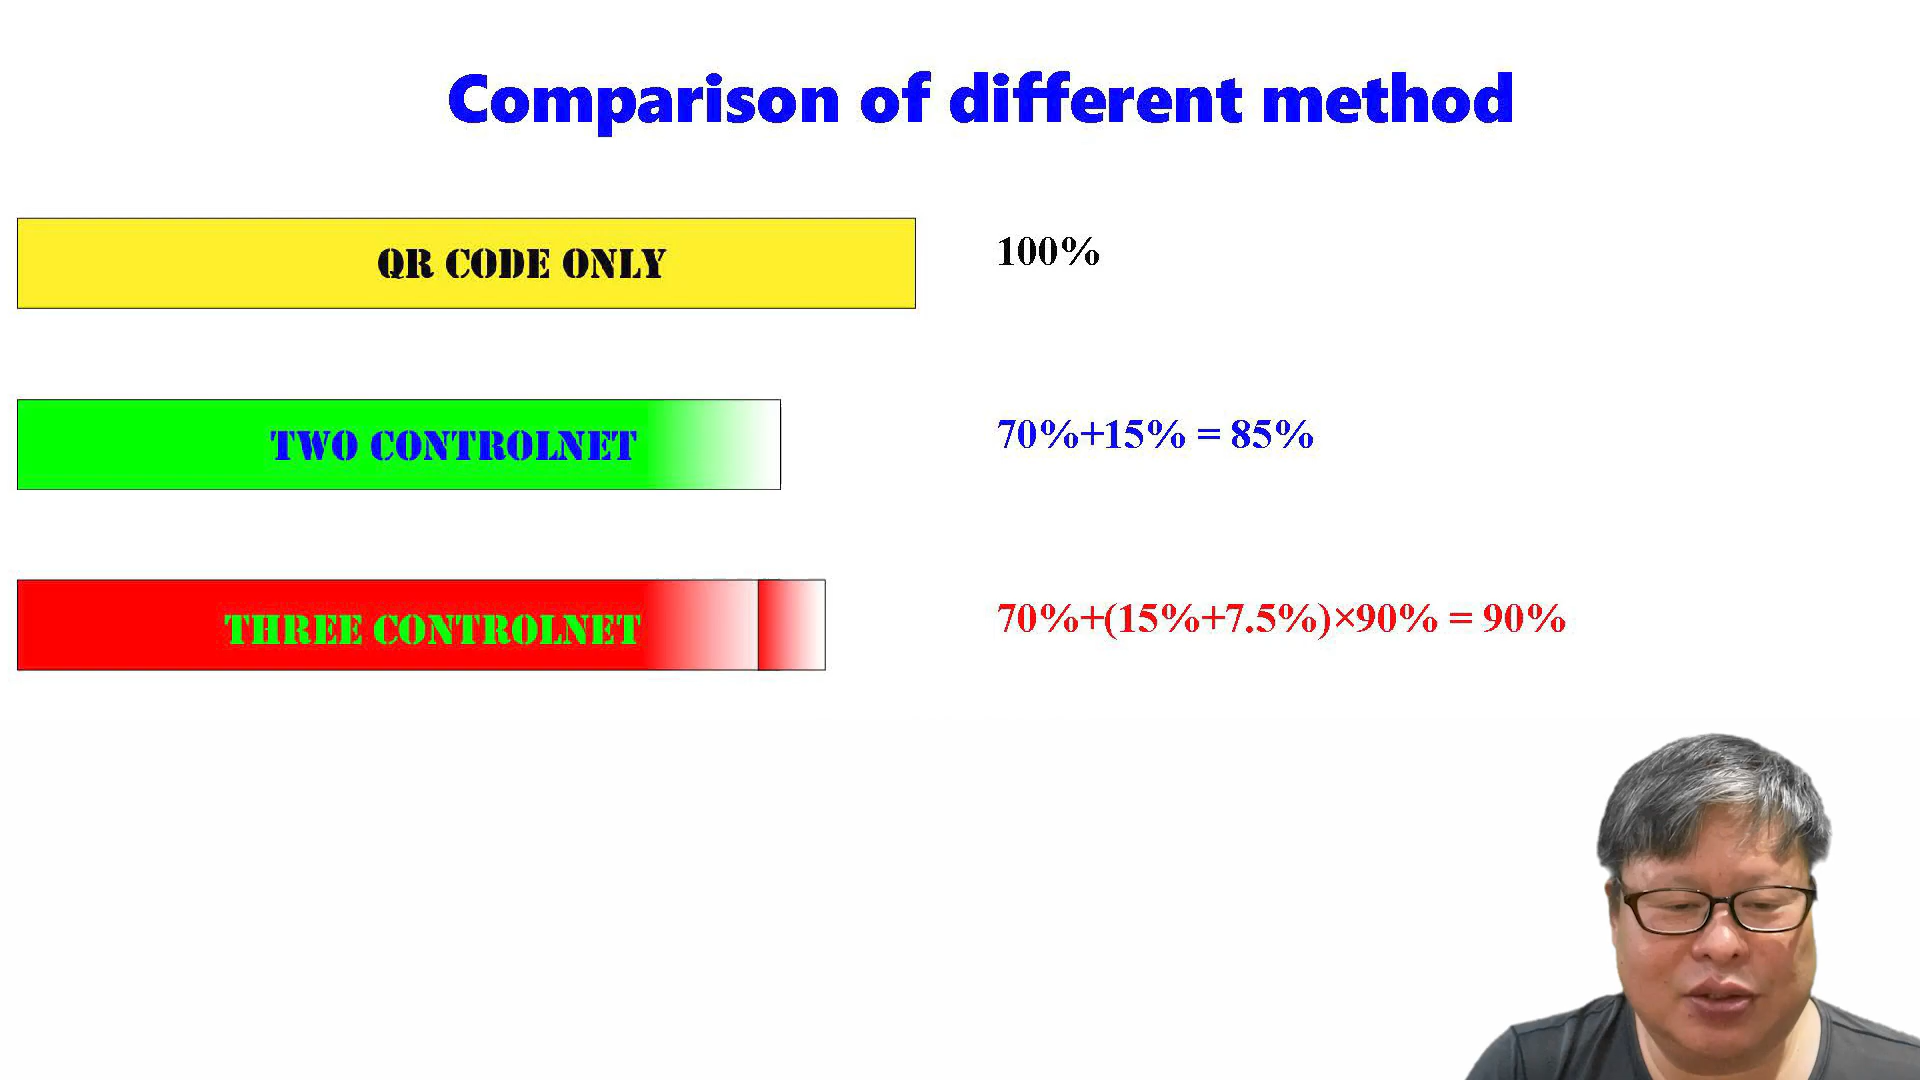 Comparison of different method
QR CODE ONLY
100%
TWO CONTROLNET
70%+15% = 85%
THREE CONTROLNET
70%+(15%+7.5%)×90% = 90%